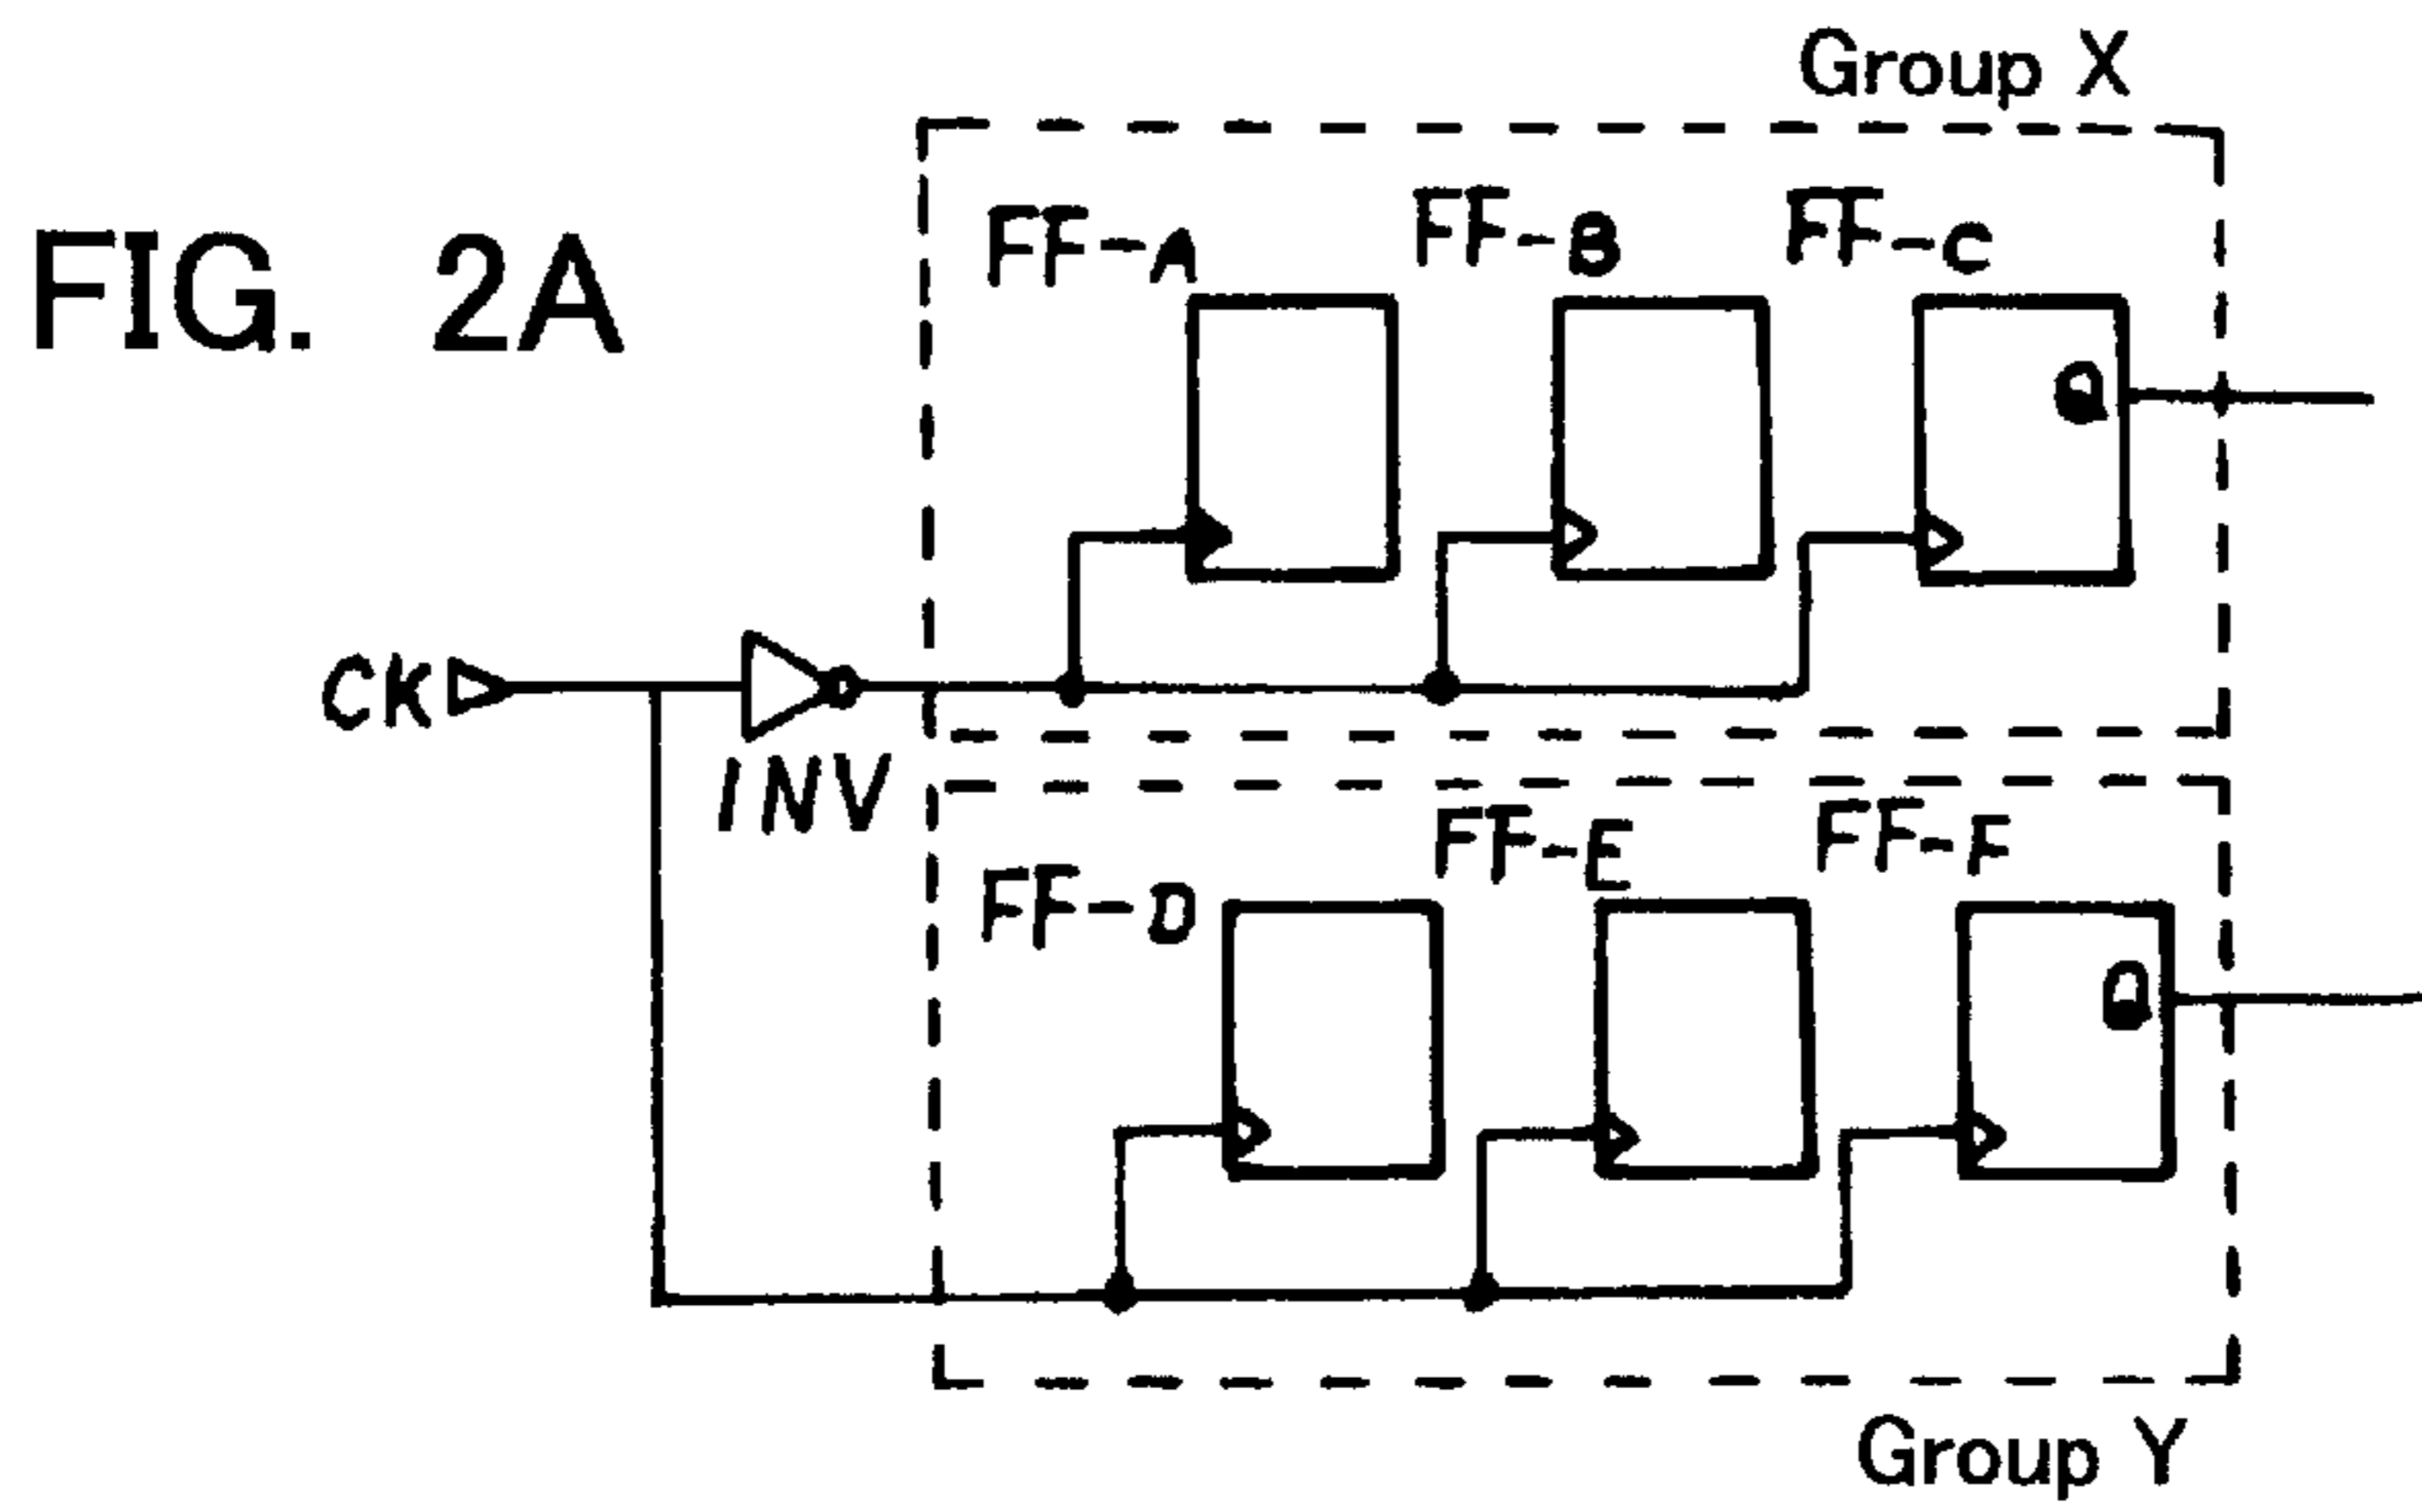 Group X
FIG. 2A
FF-A
FF-B
FF-C
Q
CK
INV
FF-D
FF-E
FF-F
Q
Group Y